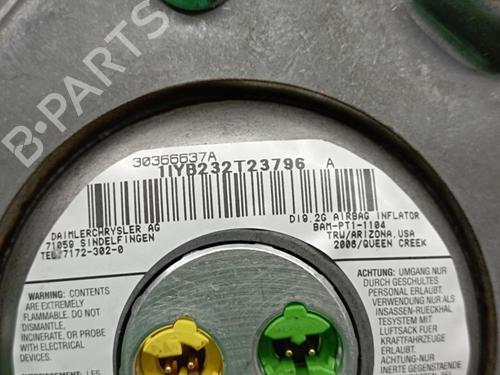 B-PARTS
30366637A
1IYB232T23796 A
DAIMLERCHRYSLER AG
71059 SINDELFINGEN
TEL:7172-302-0
DI9.2G AIRBAG INFLATOR
BAM-PT1-1104
TRW/ARIZONA,USA
2006/QUEEN CREEK
WARNING: CONTENTS
ARE EXTREMELY
FLAMMABLE. DO NOT
DISMANTLE,
INCINERATE, OR PROBE
WITH ELECTRICAL
DEVICES.
ACHTUNG: UMGANG NUR
DURCH GESCHULTES
PERSONAL ERLAUBT.
VERWENDUNG NUR ALS
INSASSEN-RUECKHAL
TESYSTEM MIT
LUFTSACK FUER
KRAFTFAHRZEUGE
ERLAUBT.
ACHTUNG-NUR
INERTE GEGENSTAENDE